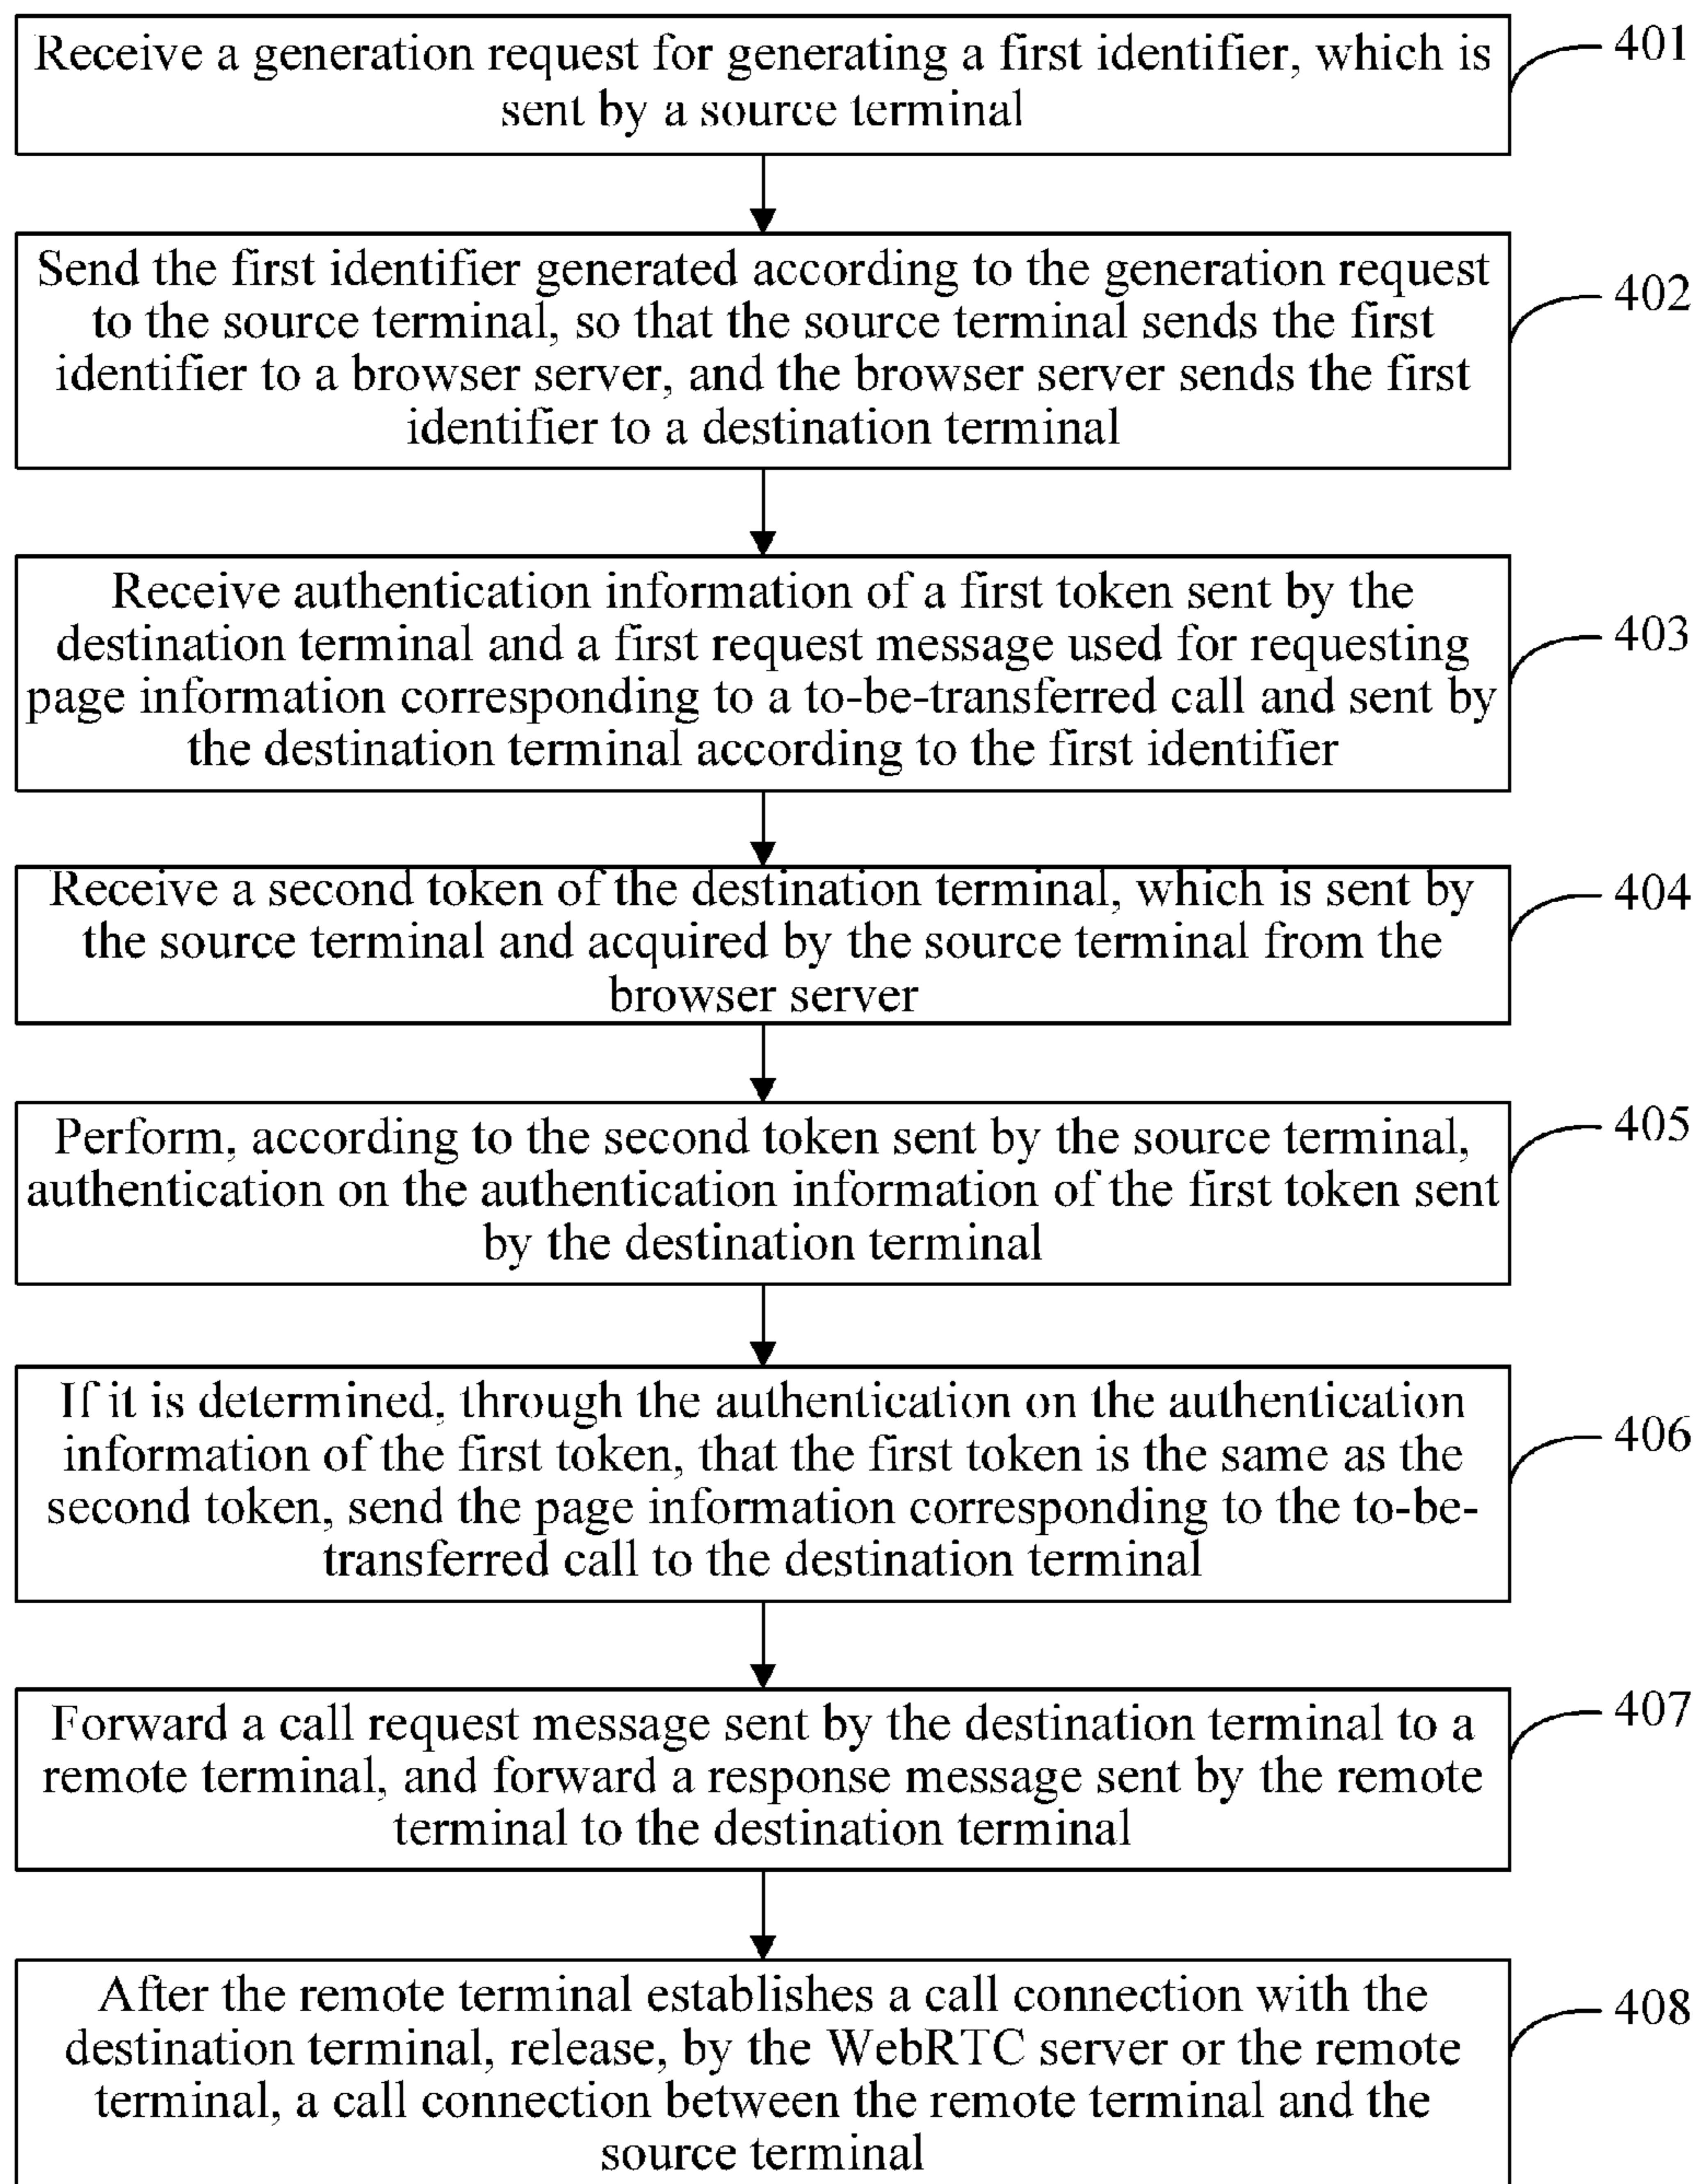 Receive a generation request for generating a first identifier, which is
sent by a source terminal
401
Send the first identifier generated according to the generation request
to the source terminal, so that the source terminal sends the first
identifier to a browser server, and the browser server sends the first
identifier to a destination terminal
402
Receive authentication information of a first token sent by the
destination terminal and a first request message used for requesting
page information corresponding to a to-be-transferred call and sent by
the destination terminal according to the first identifier
403
Receive a second token of the destination terminal, which is sent by
the source terminal and acquired by the source terminal from the
browser server
404
Perform, according to the second token sent by the source terminal,
authentication on the authentication information of the first token sent
by the destination terminal
405
If it is determined, through the authentication on the authentication
information of the first token, that the first token is the same as the
second token, send the page information corresponding to the to-be-
transferred call to the destination terminal
406
Forward a call request message sent by the destination terminal to a
remote terminal, and forward a response message sent by the remote
terminal to the destination terminal
407
After the remote terminal establishes a call connection with the
destination terminal, release, by the WebRTC server or the remote
terminal, a call connection between the remote terminal and the
source terminal
408